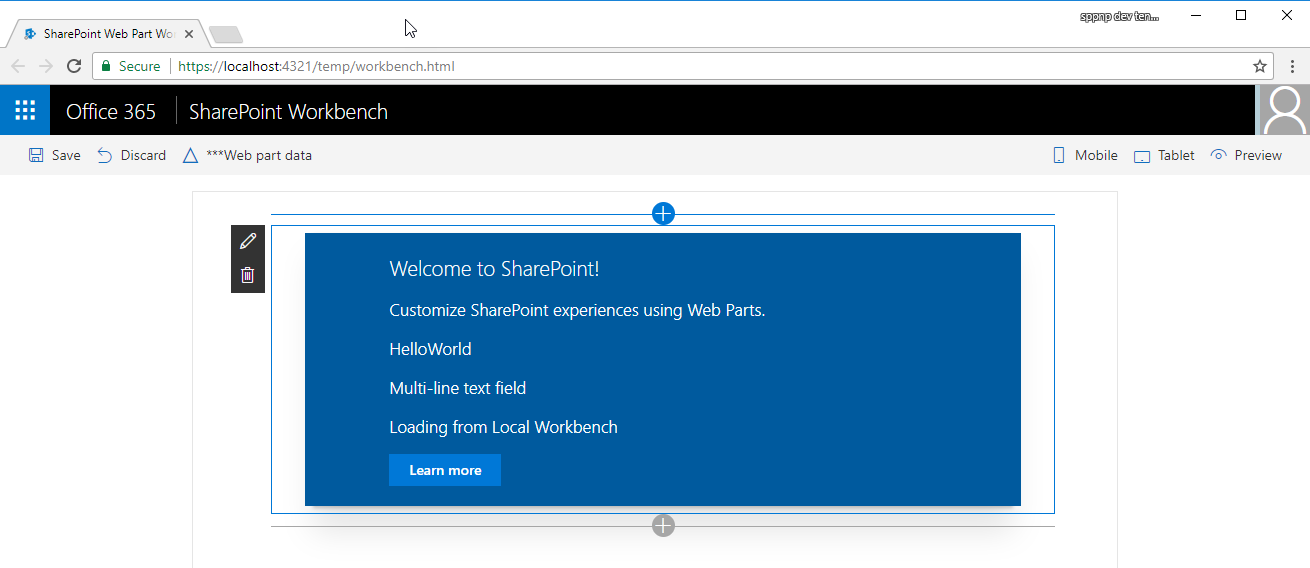 sppnp dev ten...
SharePoint Web Part Wo
Secure https://localhost:4321/temp/workbench.html
Office 365 SharePoint Workbench
Save Discard ***Web part data Mobile Tablet Preview
Welcome to SharePoint!
Customize SharePoint experiences using Web Parts.
HelloWorld
Multi-line text field
Loading from Local Workbench
Learn more